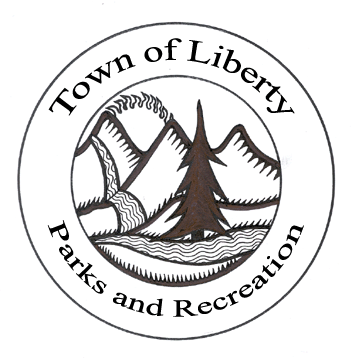 Town of Liberty
Parks and Recreation